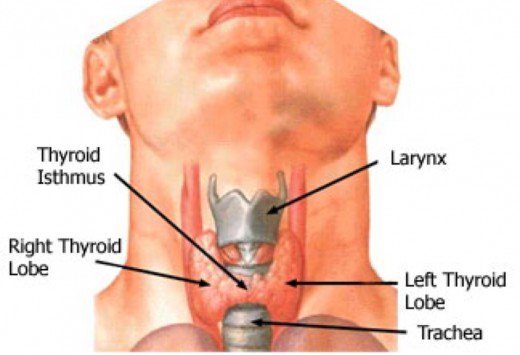 Thyroid
Isthmus
Larynx
Right Thyroid
Lobe
Left Thyroid
Lobe
Trachea